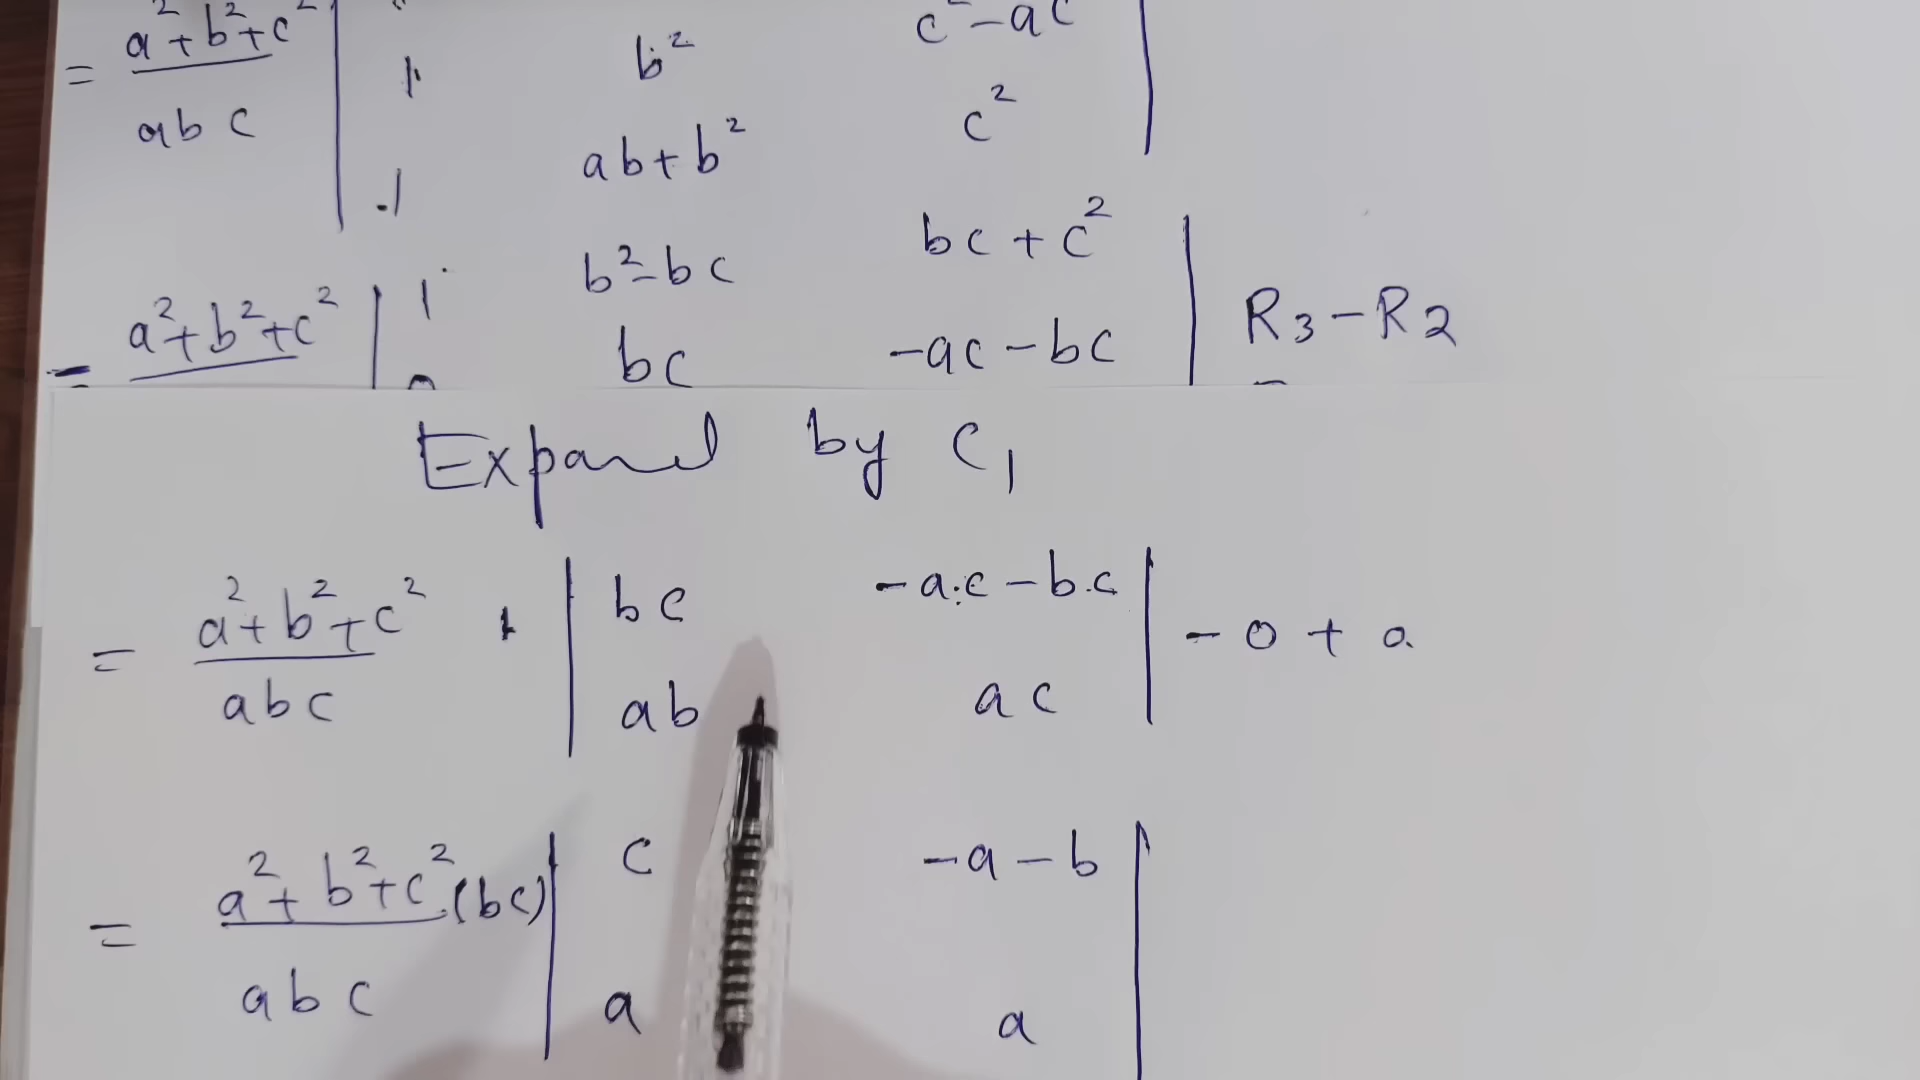 a² + b² + c² | 1 b² c² - ac |
= abc 1 ab + b² c²
1 b² - bc bc + c²
= a² + b² + c² | 1 bc -ac - bc | R3 - R2
Expand by C1
= a² + b² + c² / abc · 1 | bc -a.c - b.c | - 0 + 0
ab ac
= a² + b² + c² / abc (bc) | c -a - b |
a a